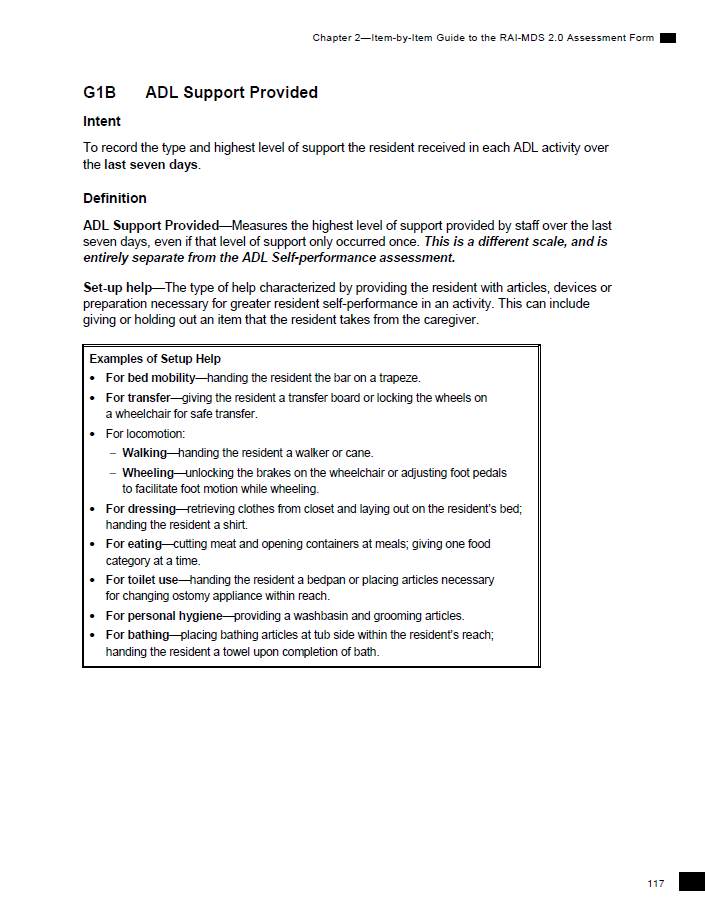 Chapter 2—Item-by-Item Guide to the RAI-MDS 2.0 Assessment Form
G1B ADL Support Provided
Intent
To record the type and highest level of support the resident received in each ADL activity over
the last seven days.
Definition
ADL Support Provided—Measures the highest level of support provided by staff over the last
seven days, even if that level of support only occurred once. This is a different scale, and is
entirely separate from the ADL Self-performance assessment.
Set-up help—The type of help characterized by providing the resident with articles, devices or
preparation necessary for greater resident self-performance in an activity. This can include
giving or holding out an item that the resident takes from the caregiver.
Examples of Setup Help
• For bed mobility—handing the resident the bar on a trapeze.
• For transfer—giving the resident a transfer board or locking the wheels on
a wheelchair for safe transfer.
• For locomotion:
– Walking—handing the resident a walker or cane.
– Wheeling—unlocking the brakes on the wheelchair or adjusting foot pedals
to facilitate foot motion while wheeling.
• For dressing—retrieving clothes from closet and laying out on the resident's bed;
handing the resident a shirt.
• For eating—cutting meat and opening containers at meals; giving one food
category at a time.
• For toilet use—handing the resident a bedpan or placing articles necessary
for changing ostomy appliance within reach.
• For personal hygiene—providing a washbasin and grooming articles.
• For bathing—placing bathing articles at tub side within the resident's reach;
handing the resident a towel upon completion of bath.
117